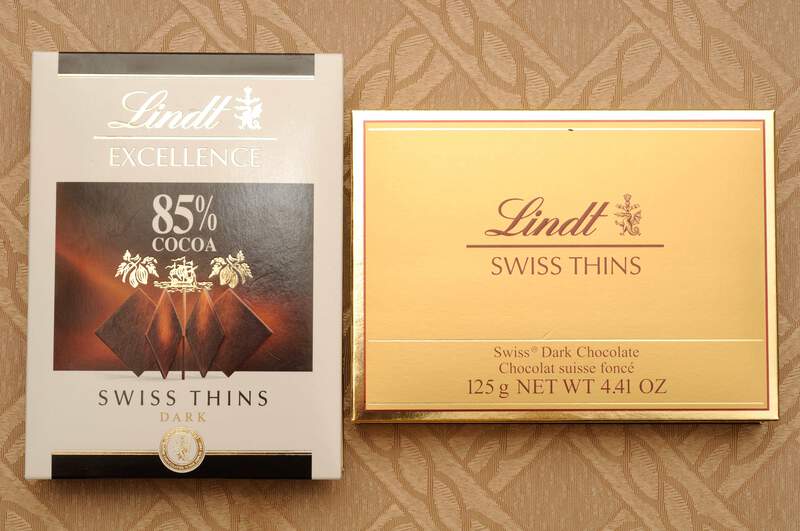 Lindt
EXCELLENCE
85%
COCOA
SWISS THINS
DARK
Lindt
SWISS THINS
Swiss® Dark Chocolate
Chocolat suisse foncé
125 g NET WT 4.41 OZ